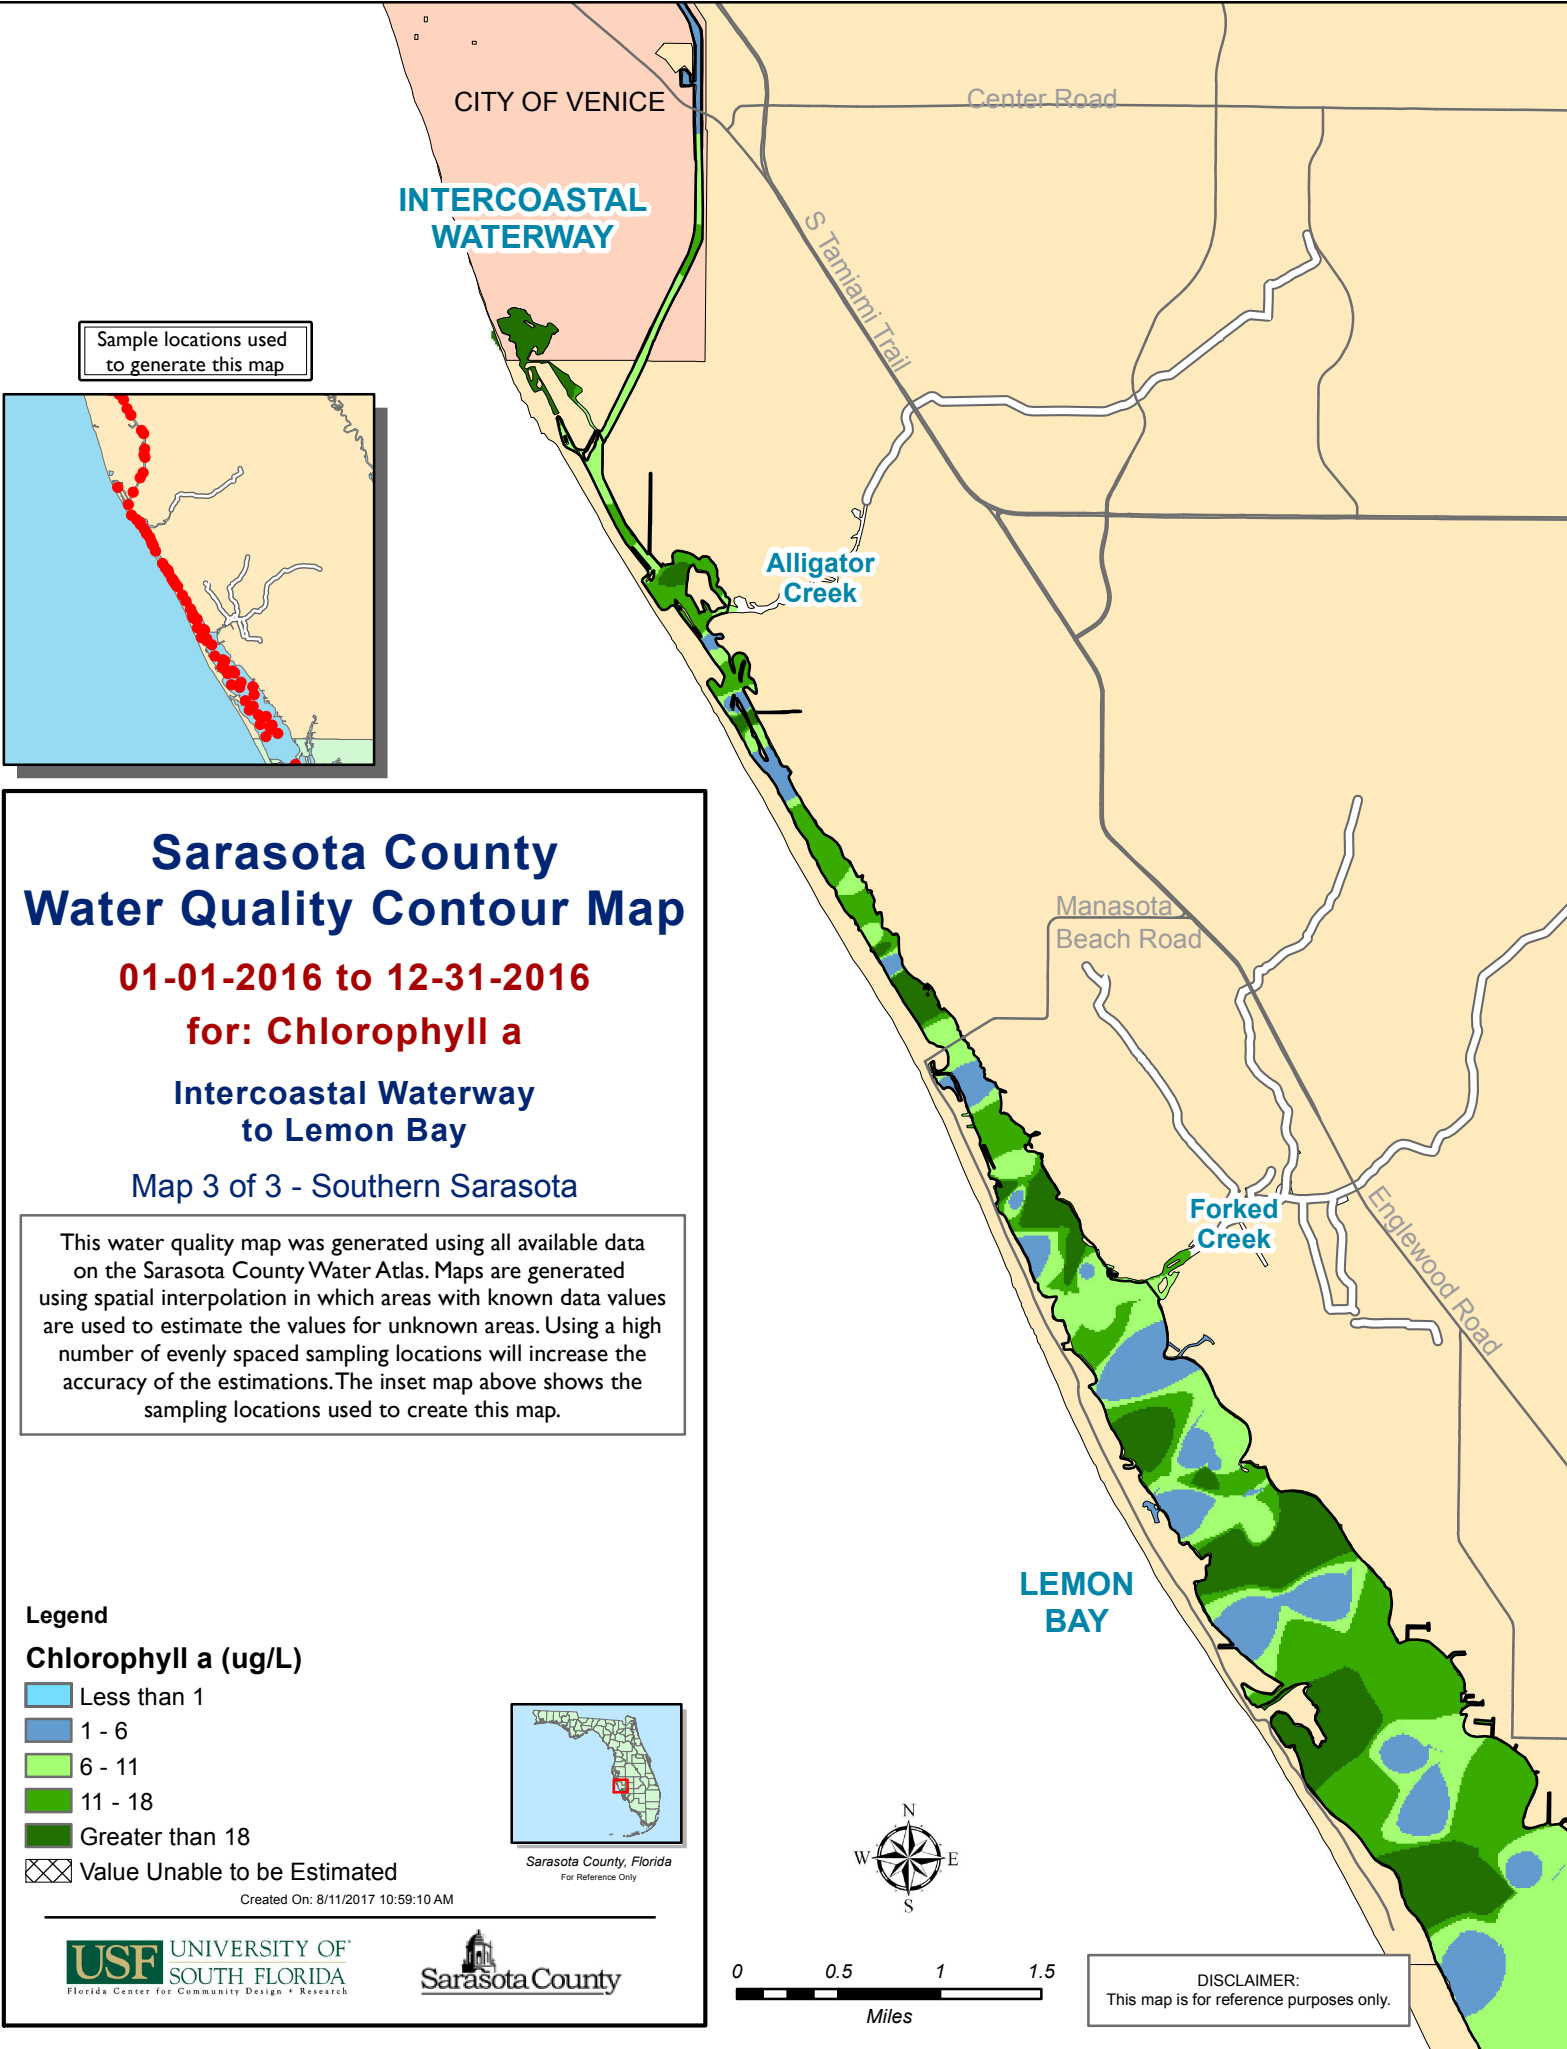 CITY OF VENICE
Center Road
INTERCOASTAL
WATERWAY
S Tamiami Trail
Sample locations used
to generate this map
Alligator
Creek
Sarasota County
Water Quality Contour Map
01-01-2016 to 12-31-2016
for: Chlorophyll a
Intercoastal Waterway
to Lemon Bay
Map 3 of 3 - Southern Sarasota
This water quality map was generated using all available data
on the Sarasota County Water Atlas. Maps are generated
using spatial interpolation in which areas with known data values
are used to estimate the values for unknown areas. Using a high
number of evenly spaced sampling locations will increase the
accuracy of the estimations. The inset map above shows the
sampling locations used to create this map.
Manasota
Beach Road
Forked
Creek
Englewood Road
LEMON
BAY
Legend
Chlorophyll a (ug/L)
Less than 1
1 - 6
6 - 11
11 - 18
Greater than 18
Value Unable to be Estimated
Sarasota County, Florida
For Reference Only
Created On: 8/11/2017 10:59:10 AM
USF UNIVERSITY OF
SOUTH FLORIDA
Florida Center for Community Design + Research
Sarasota County
N
W E
S
0 0.5 1 1.5
Miles
DISCLAIMER:
This map is for reference purposes only.